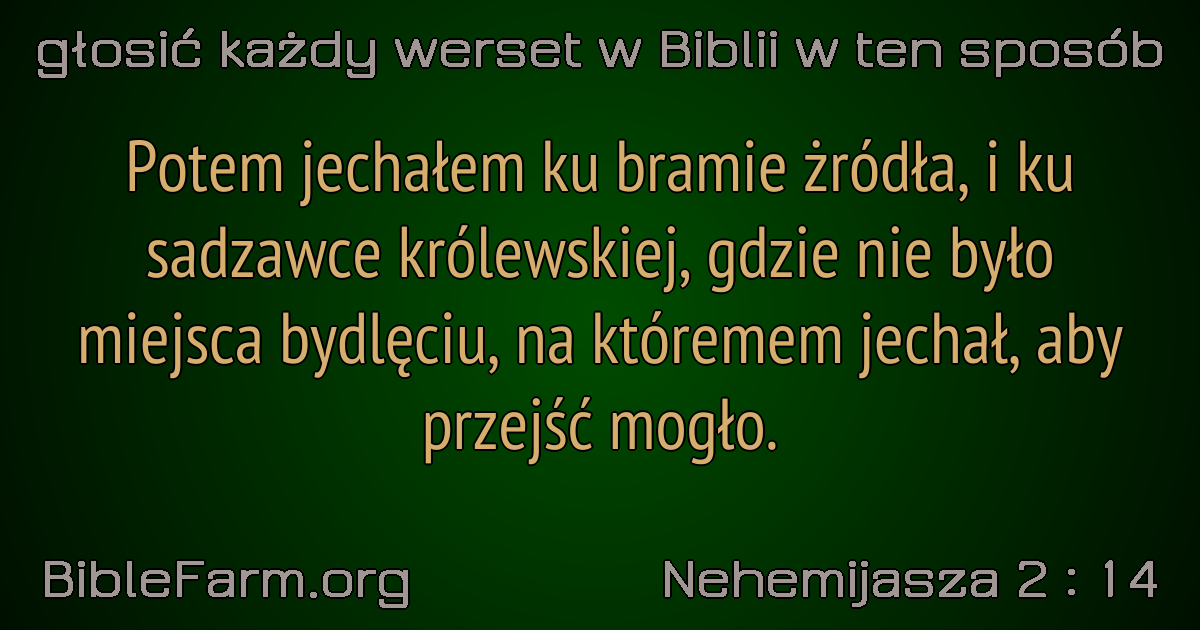 głosić każdy werset w Biblii w ten sposób
Potem jechałem ku bramie żródła, i ku
sadzawce królewskiej, gdzie nie było
miejsca bydlęciu, na któremem jechał, aby
przejść mogło.
BibleFarm.org
Nehemijasza 2 : 14